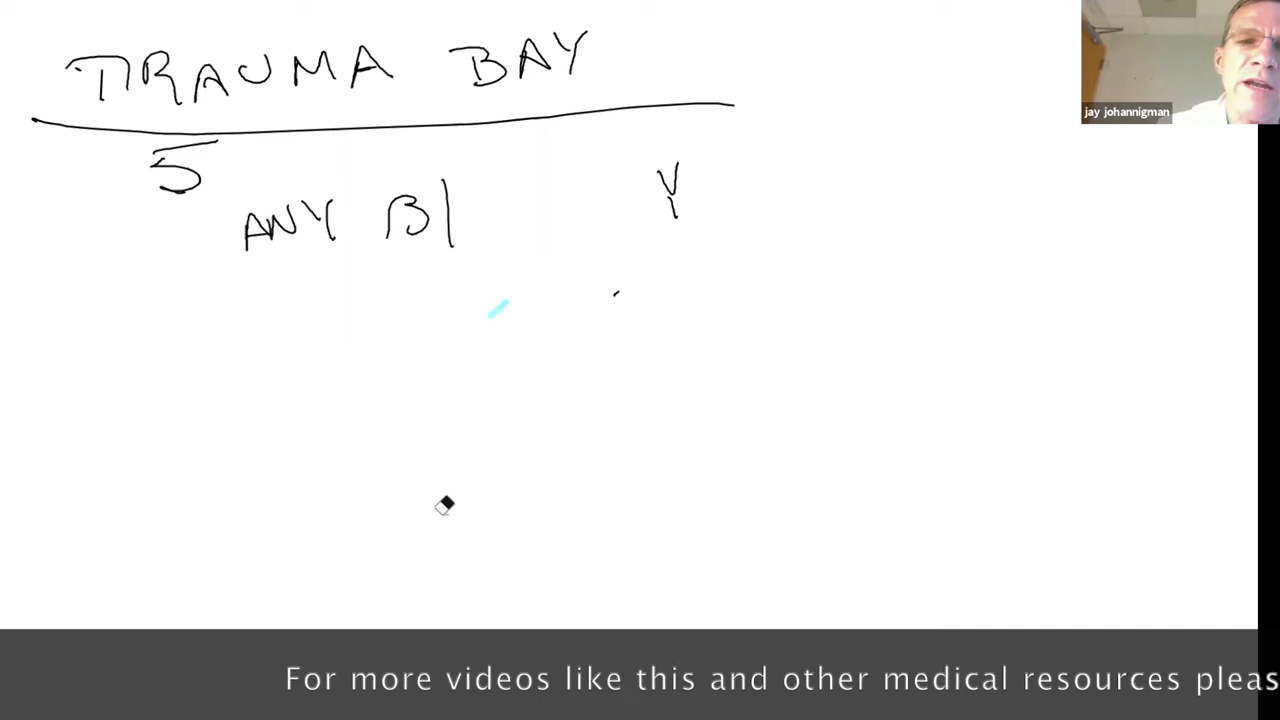 TRAUMA BAY
jay johannigman
5
ANY B|
Y
For more videos like this and other medical resources pleas